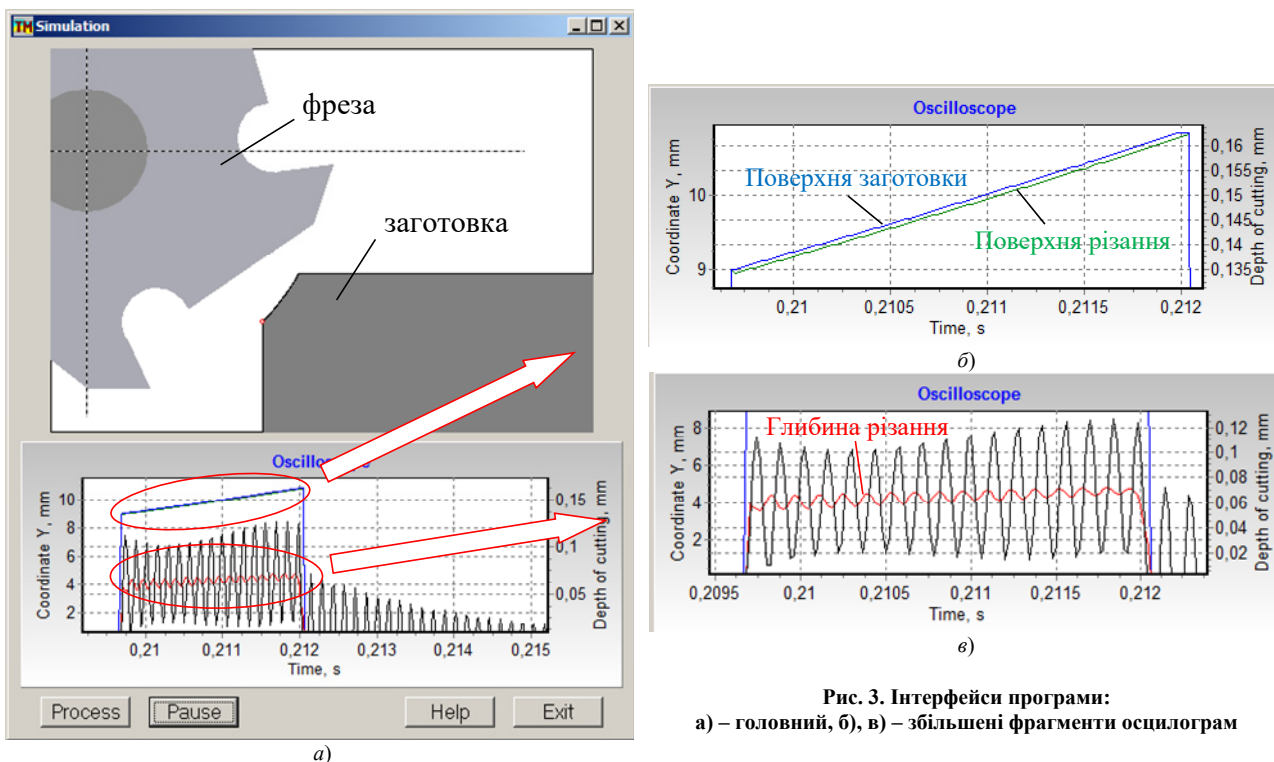 Simulation
фреза
заготовка
Oscilloscope
Coordinate Y, mm
10
8
6
4
2
0,15
0,1
0,05
Depth of cutting, mm
0,21
0,211
0,212
0,213
0,214
0,215
Time, s
Process
Pause
Help
Exit
а)
Oscilloscope
Coordinate Y, mm
10
9
Поверхня заготовки
Поверхня різання
0,16
0,155
0,15
0,145
0,14
0,135
Depth of cutting, mm
0,21
0,2105
0,211
0,2115
0,212
Time, s
б)
Oscilloscope
Coordinate Y, mm
8
6
4
2
Глибина різання
0,12
0,1
0,08
0,06
0,04
0,02
Depth of cutting, mm
0,2095
0,21
0,2105
0,211
0,2115
0,212
Time, s
в)
Рис. 3. Інтерфейси програми:
а) – головний, б), в) – збільшені фрагменти осцилограм